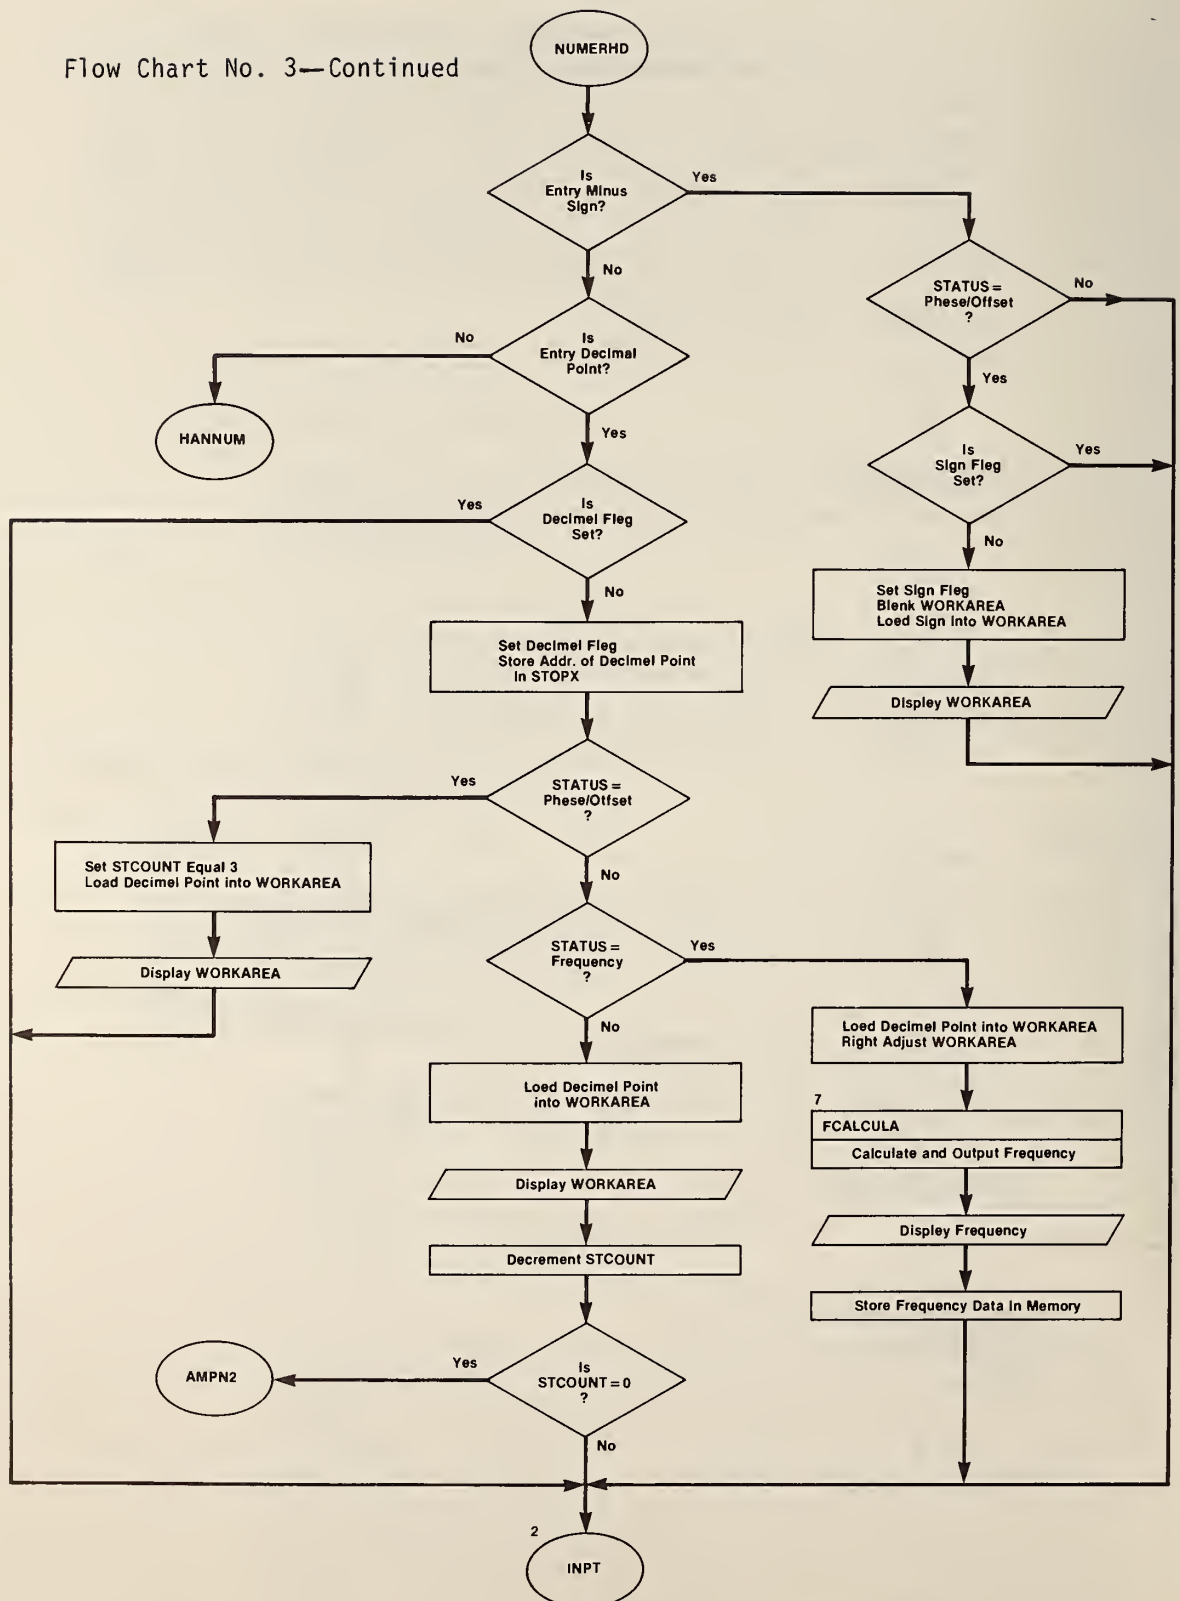 Flow Chart No. 3—Continued
NUMERHD
Is
Entry Minus
Sign?
Yes
No
STATUS =
Phese/Offset
?
No
Yes
Is
Entry Decimal
Point?
No
Yes
HANNUM
Is
Sign Fleg
Set?
Yes
No
Is
Decimel Fleg
Set?
Yes
No
Set Sign Fleg
Blenk WORKAREA
Loed Sign into WORKAREA
Display WORKAREA
Set Decimel Fleg
Store Addr. of Decimel Point
In STOPX
STATUS =
Phese/Otfset
?
Yes
No
Set STCOUNT Equal 3
Load Decimel Point into WORKAREA
Display WORKAREA
STATUS =
Frequency
?
Yes
No
Loed Decimel Point into WORKAREA
Right Adjust WORKAREA
7
FCALCULA
Calculate and Output Frequency
Display Frequency
Store Frequency Data In Memory
Loed Decimel Point
into WORKAREA
Display WORKAREA
Decrement STCOUNT
Is
STCOUNT = 0
?
Yes
AMPN2
No
2
INPT